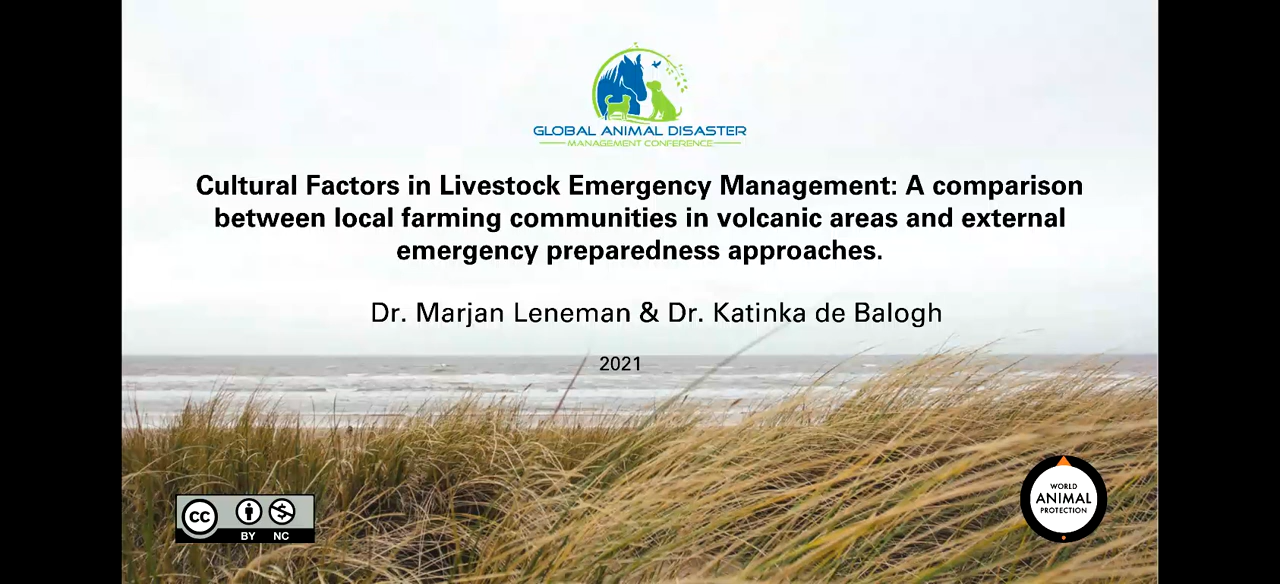 GLOBAL ANIMAL DISASTER
MANAGEMENT CONFERENCE
Cultural Factors in Livestock Emergency Management: A comparison
between local farming communities in volcanic areas and external
emergency preparedness approaches.
Dr. Marjan Leneman & Dr. Katinka de Balogh
2021
cc
BY NC
WORLD
ANIMAL
PROTECTION